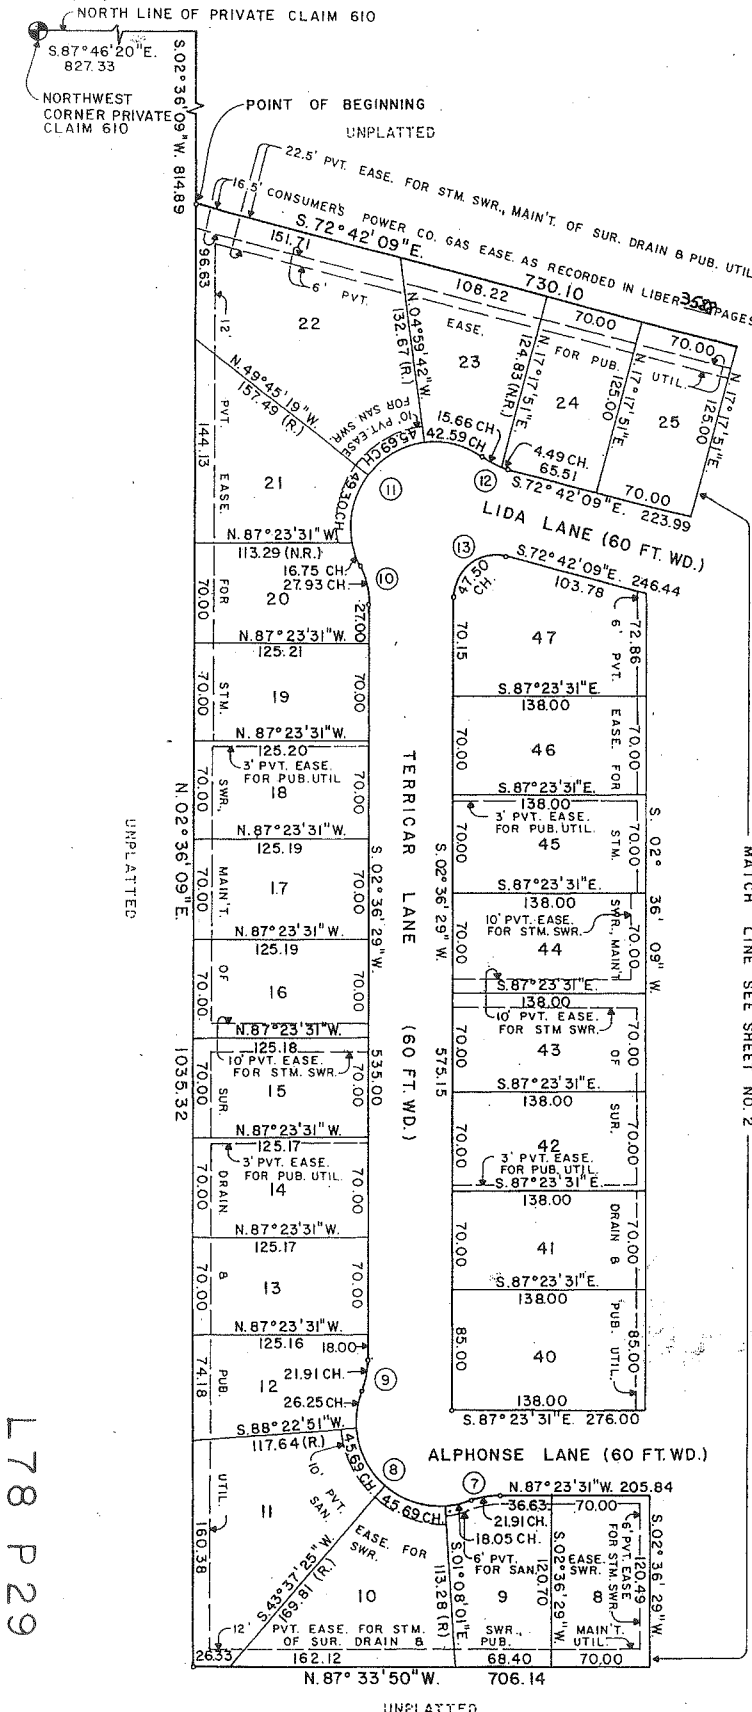 NORTH LINE OF PRIVATE CLAIM 610
S.87°46'20"E.
827.33
NORTHWEST
CORNER PRIVATE
CLAIM 610
S.02°36'09"W. 814.89
POINT OF BEGINNING
UNPLATTED
22.5' PVT. EASE. FOR STM. SWR., MAIN'T. OF SUR. DRAIN & PUB. UTIL
16.5' CONSUMER'S POWER CO. GAS EASE. AS RECORDED IN LIBER PAGES
S. 72°42'09"E. 730.10
151.71
108.22
70.00
70.00
6' PVT. EASE. FOR PUB. UTIL.
96.63
12'
22
N.04°59'42"W.
132.67 (R.)
23
N.17°17'51"E.
124.83 (N.R.)
24
N.17°17'51"E.
125.00
25
N.17°17'51"E.
125.00
N.49°45'19"W.
157.49 (R.)
10' PVT. EASE
FOR SAN. SWR.
45.69 CH.
42.59 CH.
15.66 CH.
4.49 CH.
65.51
70.00
12
S.72°42'09"E. 223.99
LIDA LANE (60 FT. WD.)
144.13
PVT.
EASE.
21
49.30 CH.
11
N.87°23'31"W.
113.29 (N.R.)
16.75 CH.
27.93 CH.
10
13
47.50
CH.
S.72°42'09"E. 246.44
103.78
FOR
70.00
20
27.00
N.87°23'31"W.
125.21
70.15
47
72.86
6' PVT.
S.87°23'31"E.
138.00
70.00
STM.
19
70.00
N.87°23'31"W.
125.20
70.00
46
70.00
EASE. FOR
S.87°23'31"E.
138.00
3' PVT. EASE.
FOR PUB. UTIL
18
70.00
SWR.,
70.00
N.87°23'31"W.
125.19
3' PVT. EASE.
FOR PUB. UTIL.
45
70.00
STM.
70.00
S.87°23'31"E.
138.00
UNPLATTED
N.02°36'09"E.
1035.32
70.00
MAIN'T.
17
70.00
N.87°23'31"W.
125.19
S.02°36'29"W.
535.00
TERRICAR LANE (60 FT. WD.)
S.02°36'29"W.
575.15
10' PVT. EASE.
FOR STM. SWR.
44
70.00
SWR., MAIN'T
70.00
S.87°23'31"E.
138.00
S. 02° 36' 09" W.
MATCH LINE SEE SHEET NO. 2
70.00
OF
16
70.00
N.87°23'31"W.
125.18
10' PVT. EASE.
FOR STM SWR.
43
70.00
OF
70.00
S.87°23'31"E.
138.00
10' PVT. EASE.
FOR STM. SWR.
15
70.00
SUR.
70.00
N.87°23'31"W.
125.17
70.00
42
SUR.
70.00
3' PVT. EASE.
FOR PUB. UTIL.
S.87°23'31"E.
138.00
3' PVT. EASE.
FOR PUB. UTIL.
14
70.00
DRAIN
70.00
N.87°23'31"W.
125.17
70.00
41
DRAIN &
70.00
S.87°23'31"E.
138.00
70.00
&
13
70.00
N.87°23'31"W.
125.16
18.00
85.00
40
PUB. UTIL.
85.00
138.00
S.87°23'31"E. 276.00
74.18
PUB.
12
21.91 CH.
26.25 CH.
9
S.88°22'51"W.
117.64 (R.)
ALPHONSE LANE (60 FT. WD.)
45.69 CH.
8
45.69 CH.
7
N.87°23'31"W. 205.84
36.63
70.00
21.91 CH.
18.05 CH.
160.38
UTIL.
11
10' PVT. SAN. EASE. FOR
SWR.
S.43°37'25"W.
169.81 (R.)
10
S.01°08'01"E.
113.28 (R)
6' PVT. EASE.
FOR SAN. SWR.
9
120.70
S.02°36'29"W.
8
6' PVT. EASE
FOR STM. SWR.
120.49
S.02°36'29"W.
12' PVT. EASE. FOR STM. SWR., MAIN'T.
OF SUR. DRAIN & PUB. UTIL.
26.33
162.12
68.40
70.00
N.87°33'50"W. 706.14
UNPLATTED
L78 P29